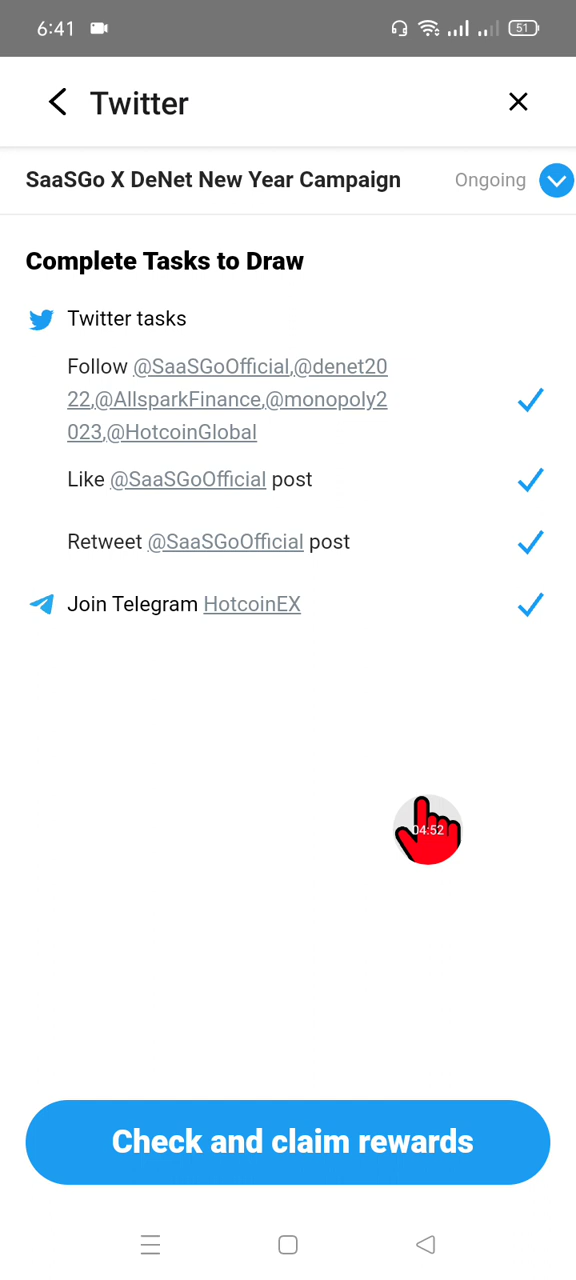 6:41
51
Twitter
SaaSGo X DeNet New Year Campaign
Ongoing
Complete Tasks to Draw
Twitter tasks
Follow @SaaSGoOfficial,@denet20
22,@AllsparkFinance,@monopoly2
023,@HotcoinGlobal
Like @SaaSGoOfficial post
Retweet @SaaSGoOfficial post
Join Telegram HotcoinEX
04:52
Check and claim rewards